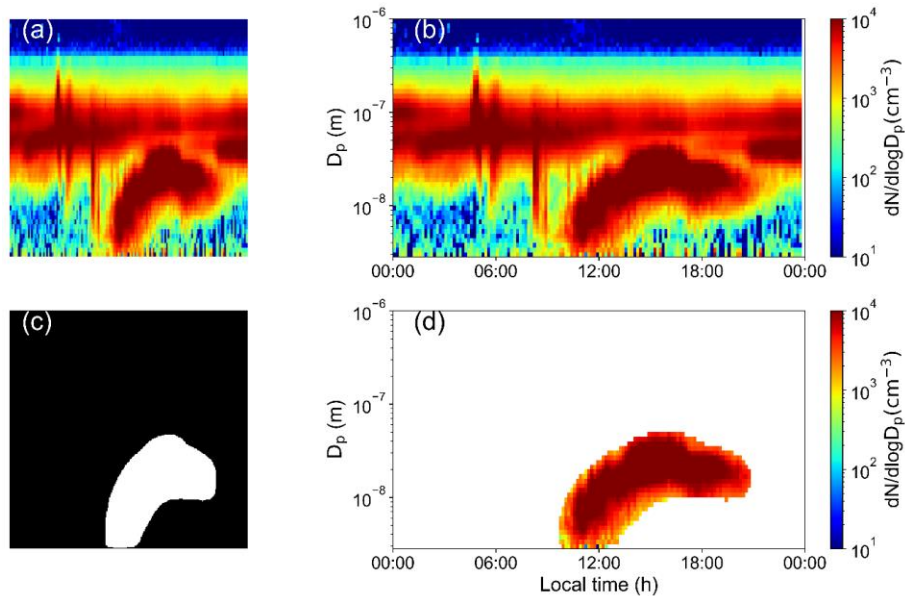 (a)
(b)
10⁻⁶
10⁻⁷
10⁻⁸
Dₚ (m)
00:00 06:00 12:00 18:00 00:00
10⁴
10³
10²
10¹
dN/dlogDₚ(cm⁻³)
(c)
(d)
10⁻⁶
10⁻⁷
10⁻⁸
Dₚ (m)
00:00 06:00 12:00 18:00 00:00
Local time (h)
10⁴
10³
10²
10¹
dN/dlogDₚ(cm⁻³)